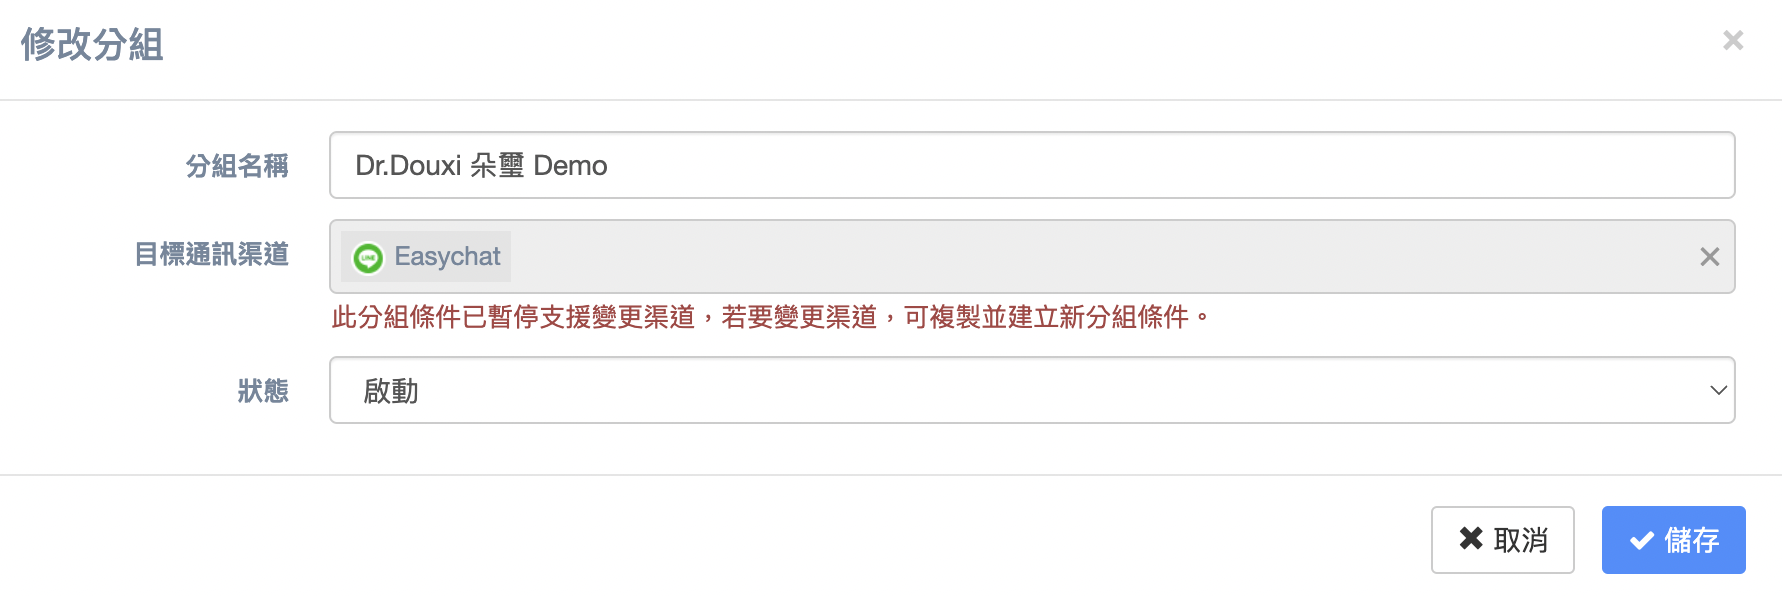 修改分組
分組名稱
Dr.Douxi 朵璽 Demo
目標通訊渠道
LINE Easychat
此分組條件已暫停支援變更渠道，若要變更渠道，可複製並建立新分組條件。
狀態
啟動
取消
儲存